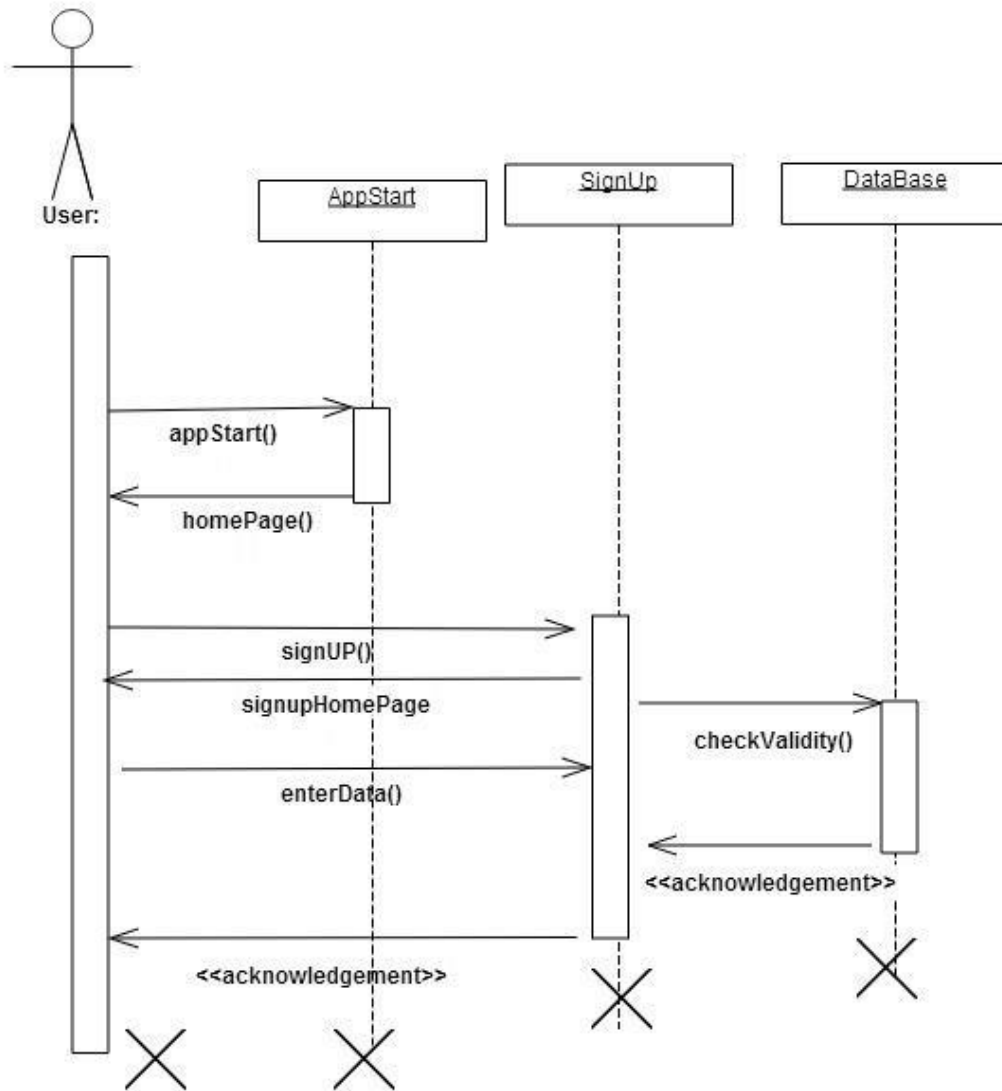 User:
AppStart
SignUp
DataBase
appStart()
homePage()
signUP()
signupHomePage
checkValidity()
enterData()
<<acknowledgement>>
<<acknowledgement>>